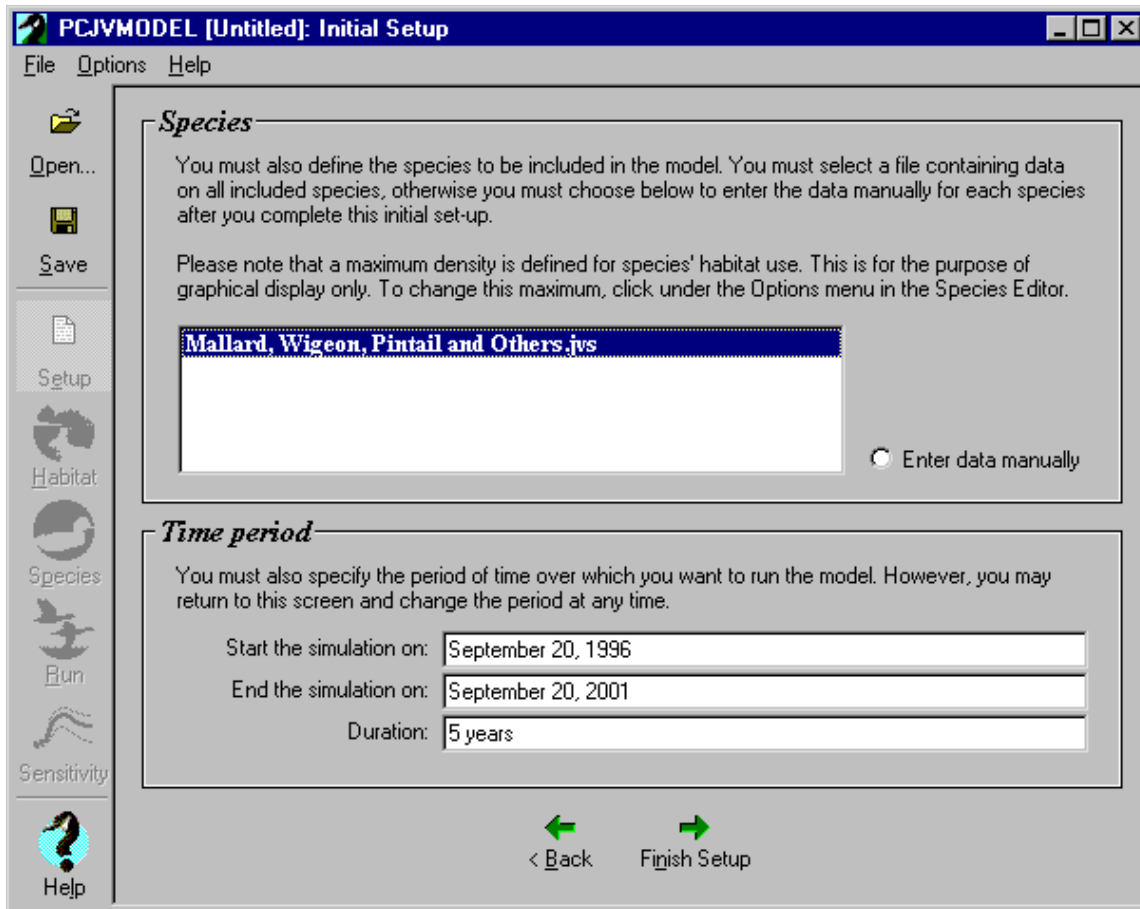 PCJVMODEL [Untitled]: Initial Setup
File Options Help
Open...
Save
Setup
Habitat
Species
Run
Sensitivity
Help
Species
You must also define the species to be included in the model. You must select a file containing data
on all included species, otherwise you must choose below to enter the data manually for each species
after you complete this initial set-up.
Please note that a maximum density is defined for species' habitat use. This is for the purpose of
graphical display only. To change this maximum, click under the Options menu in the Species Editor.
Mallard, Wigeon, Pintail and Others.jvs
Enter data manually
Time period
You must also specify the period of time over which you want to run the model. However, you may
return to this screen and change the period at any time.
Start the simulation on: September 20, 1996
End the simulation on: September 20, 2001
Duration: 5 years
< Back Finish Setup